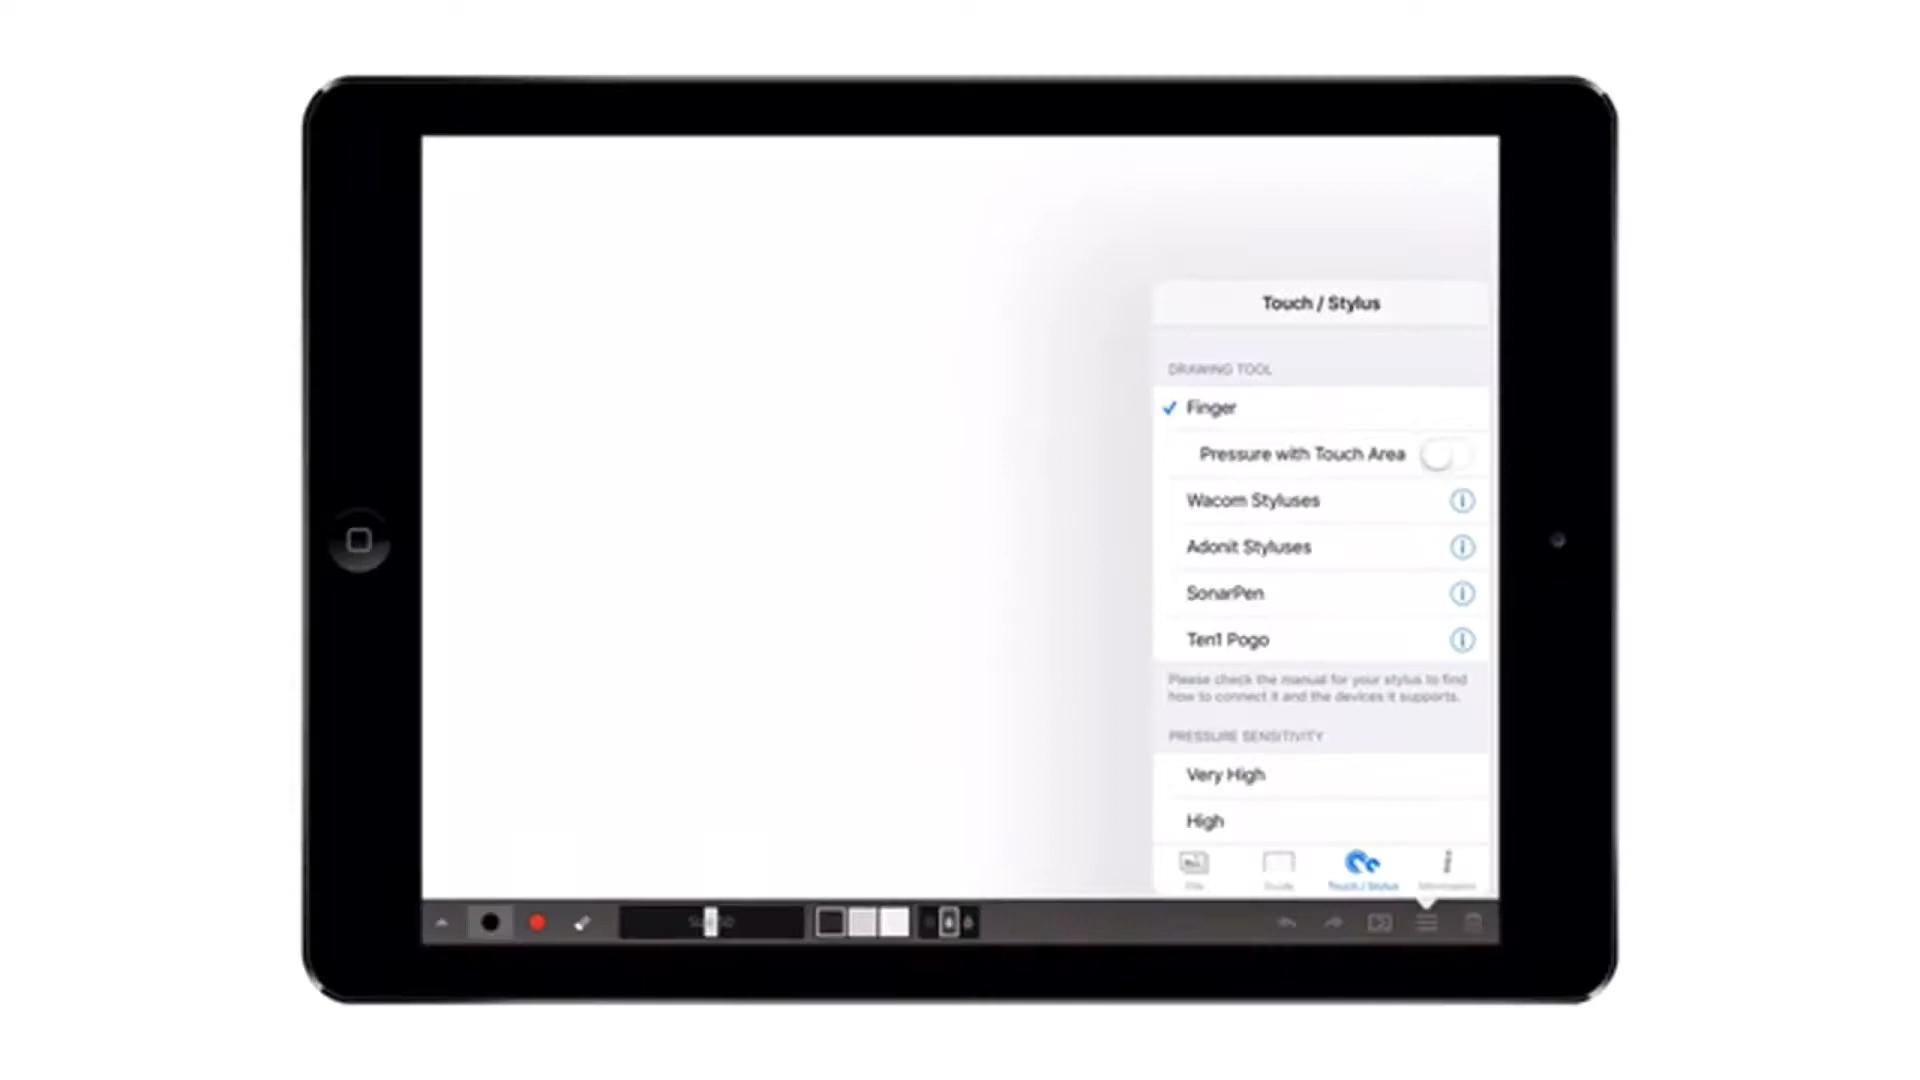 Touch / Stylus
DRAWING TOOL
Finger
Pressure with Touch Area
Wacom Styluses
Adonit Styluses
SonarPen
Ten1 Pogo
Please check the manual for your stylus to find
how to connect it and the devices it supports.
PRESSURE SENSITIVITY
Very High
High
Touch / Stylus